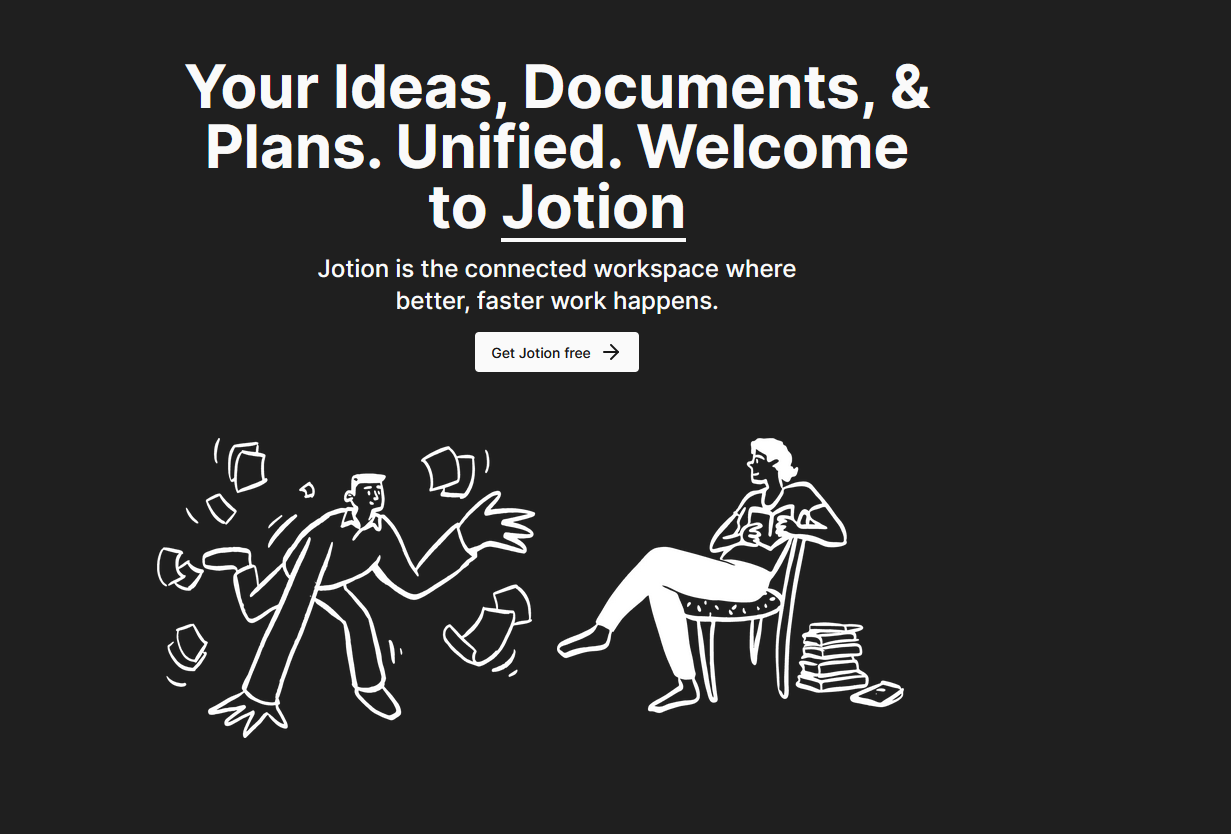 Your Ideas, Documents, &
Plans. Unified. Welcome
to Jotion
Jotion is the connected workspace where
better, faster work happens.
Get Jotion free